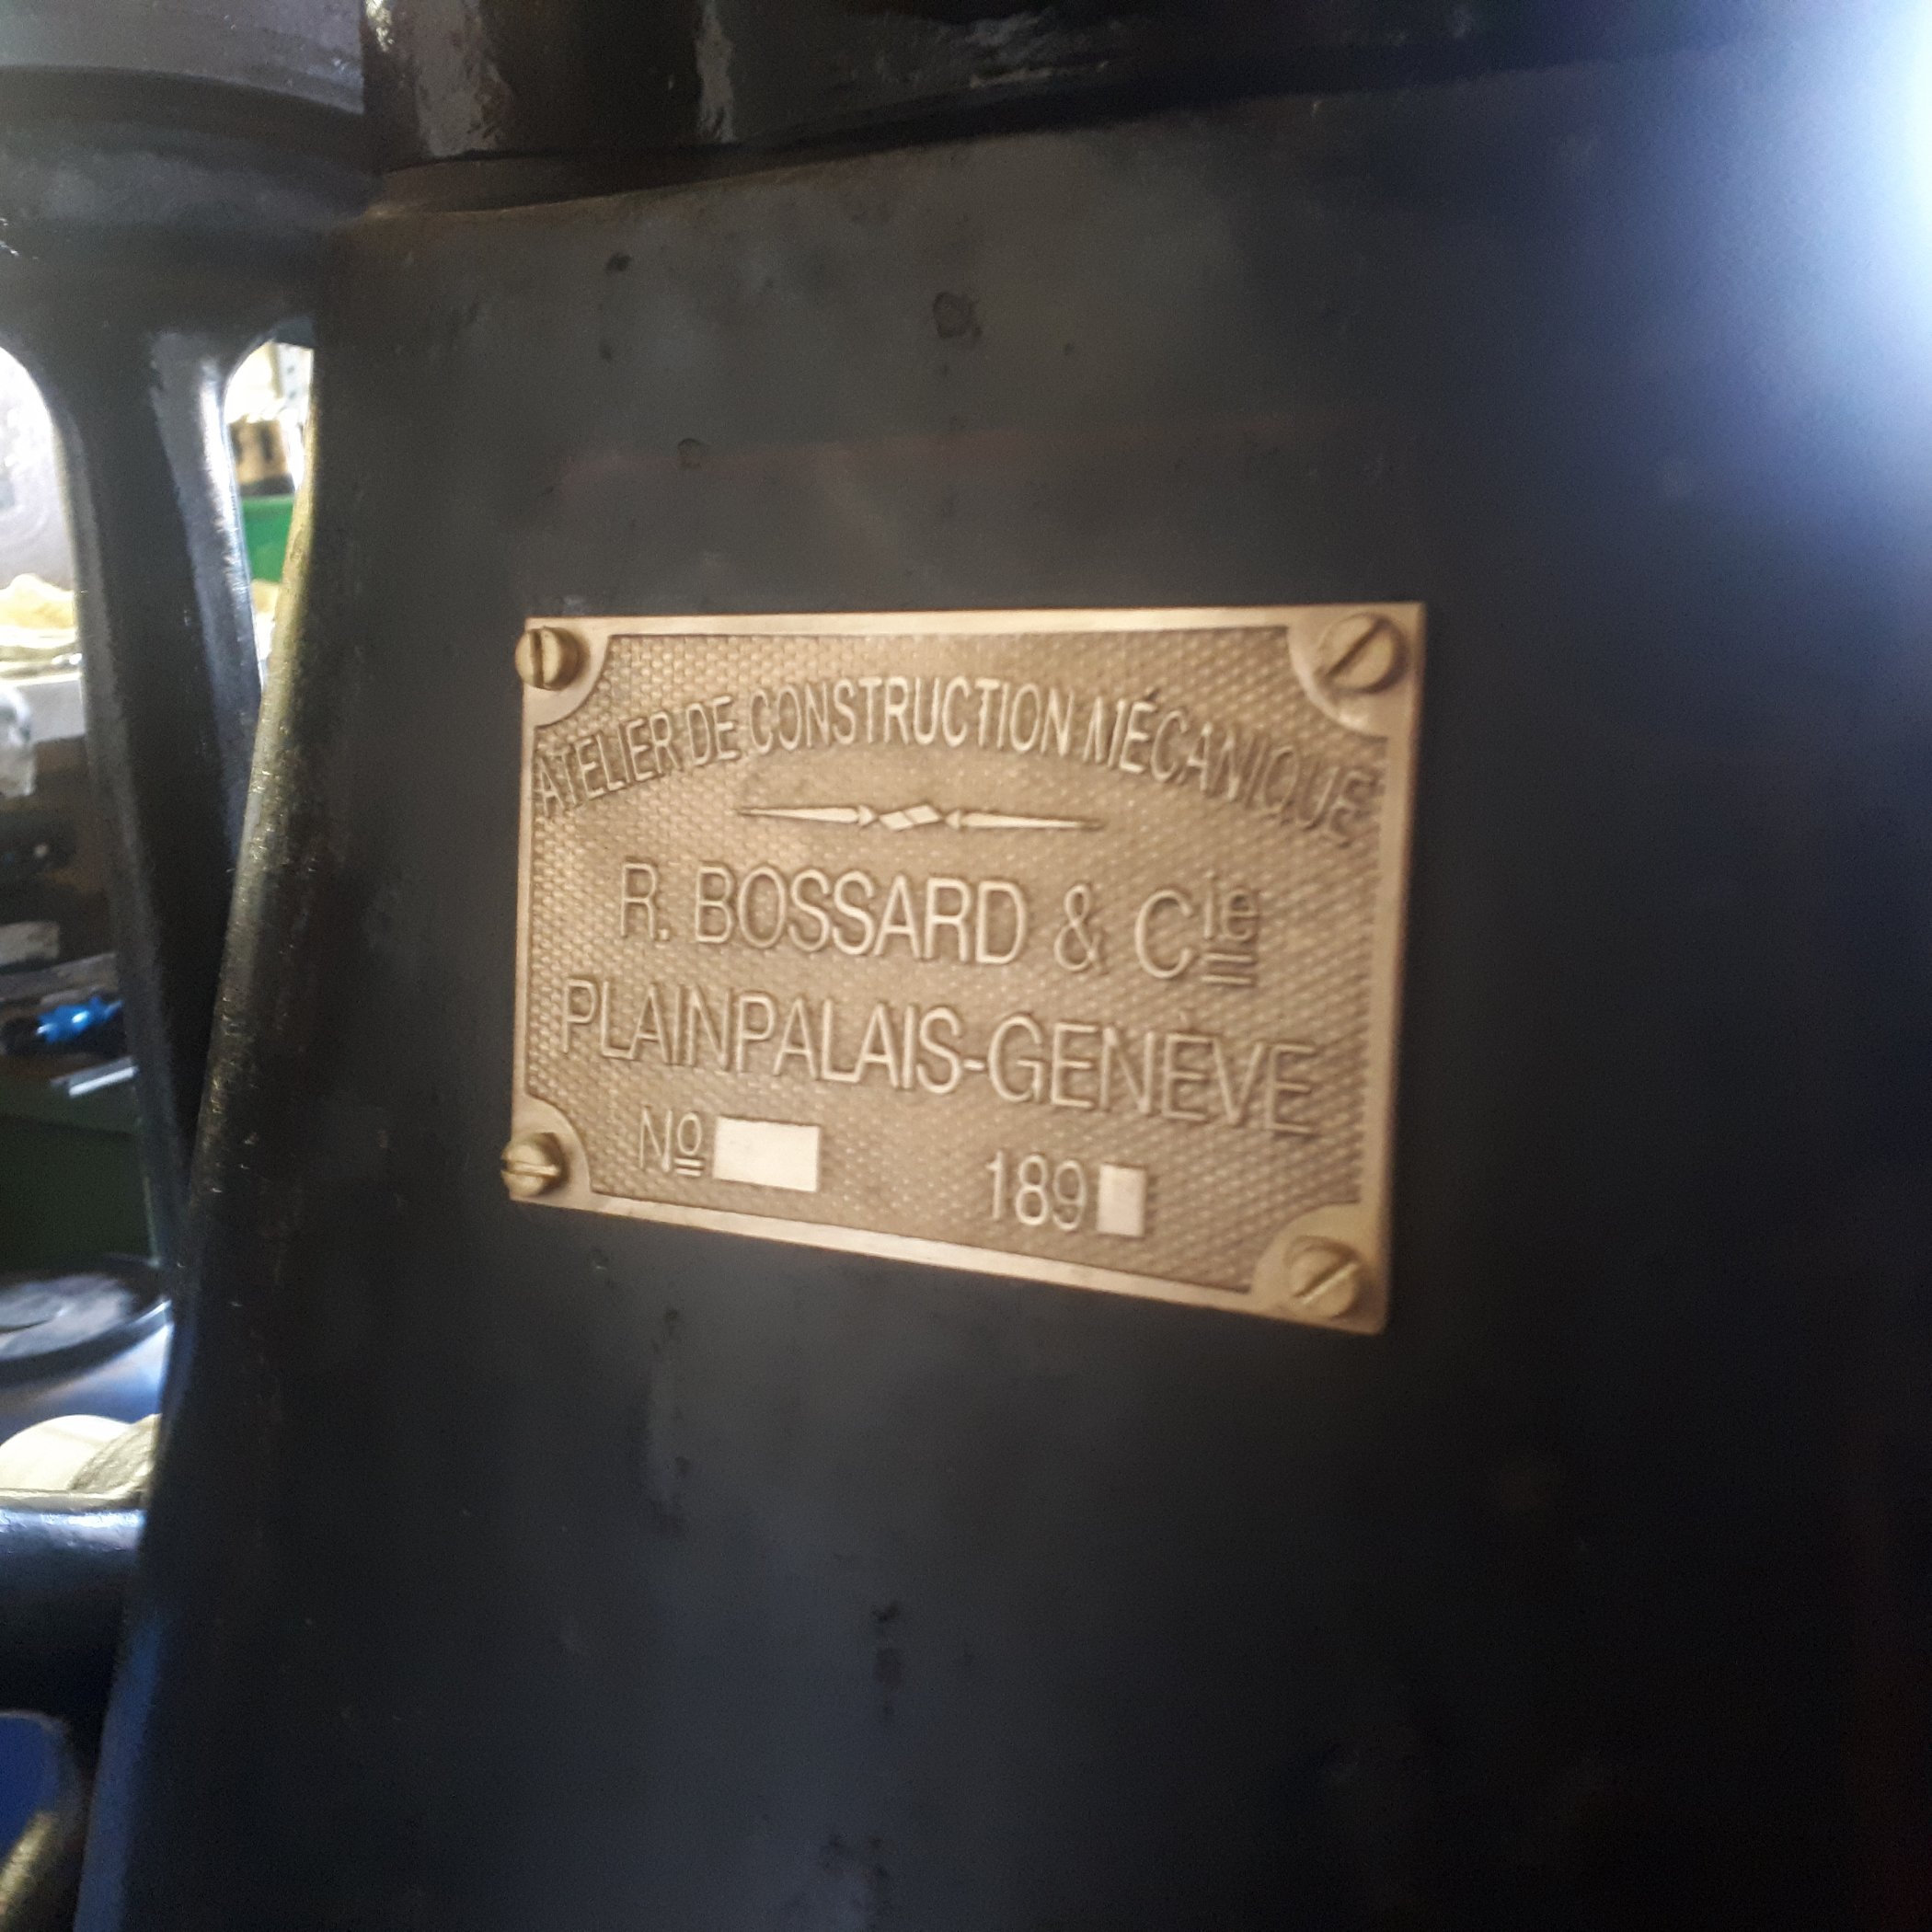 ATELIER DE CONSTRUCTION MÉCANIQUE
R. BOSSARD & Cie
PLAINPALAIS-GENÈVE
Nº 189